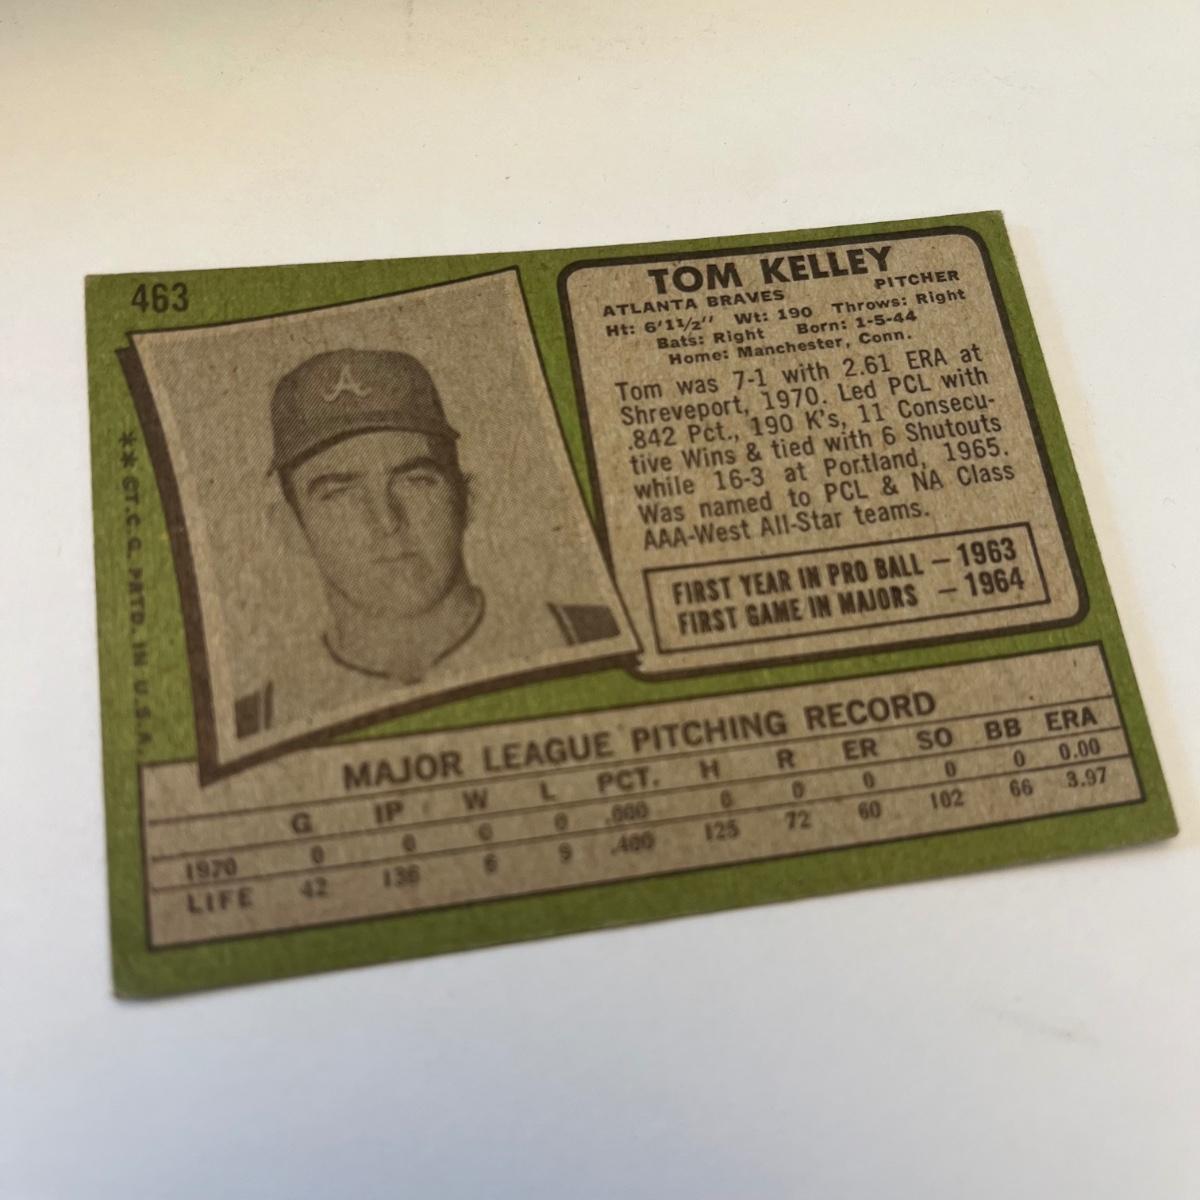 463
A
**©T.C.G. PRTD. IN U.S.A.
TOM KELLEY
ATLANTA BRAVES PITCHER
Ht: 6'1½" Wt: 190 Throws: Right
Bats: Right Born: 1-5-44
Home: Manchester, Conn.
Tom was 7-1 with 2.61 ERA at
Shreveport, 1970. Led PCL with
.842 Pct., 190 K's, 11 Consecu-
tive Wins & tied with 6 Shutouts
while 16-3 at Portland, 1965.
Was named to PCL & NA Class
AAA-West All-Star teams.
FIRST YEAR IN PRO BALL — 1963
FIRST GAME IN MAJORS — 1964
MAJOR LEAGUE PITCHING RECORD
G IP W L PCT. H R ER SO BB ERA
1970 0 0 0 0 .000 0 0 0 0 0 0.00
LIFE 42 136 6 9 .400 125 72 60 102 66 3.97